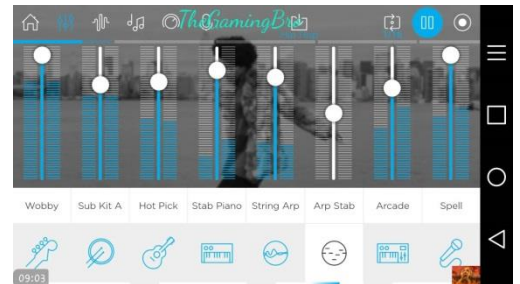 TheGamingBro
Wobby
Sub Kit A
Hot Pick
Stab Piano
String Arp
Arp Stab
Arcade
Spell
09:03